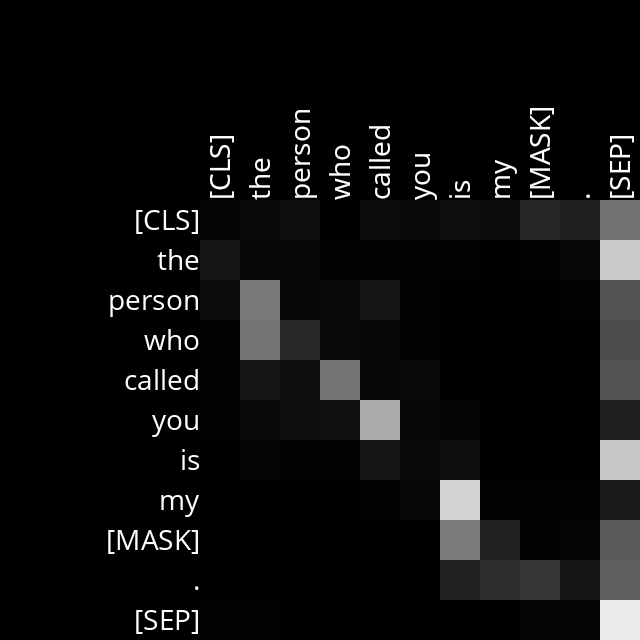 [CLS] the person who called you is my [MASK] . [SEP]
[CLS]
the
person
who
called
you
is
my
[MASK]
.
[SEP]